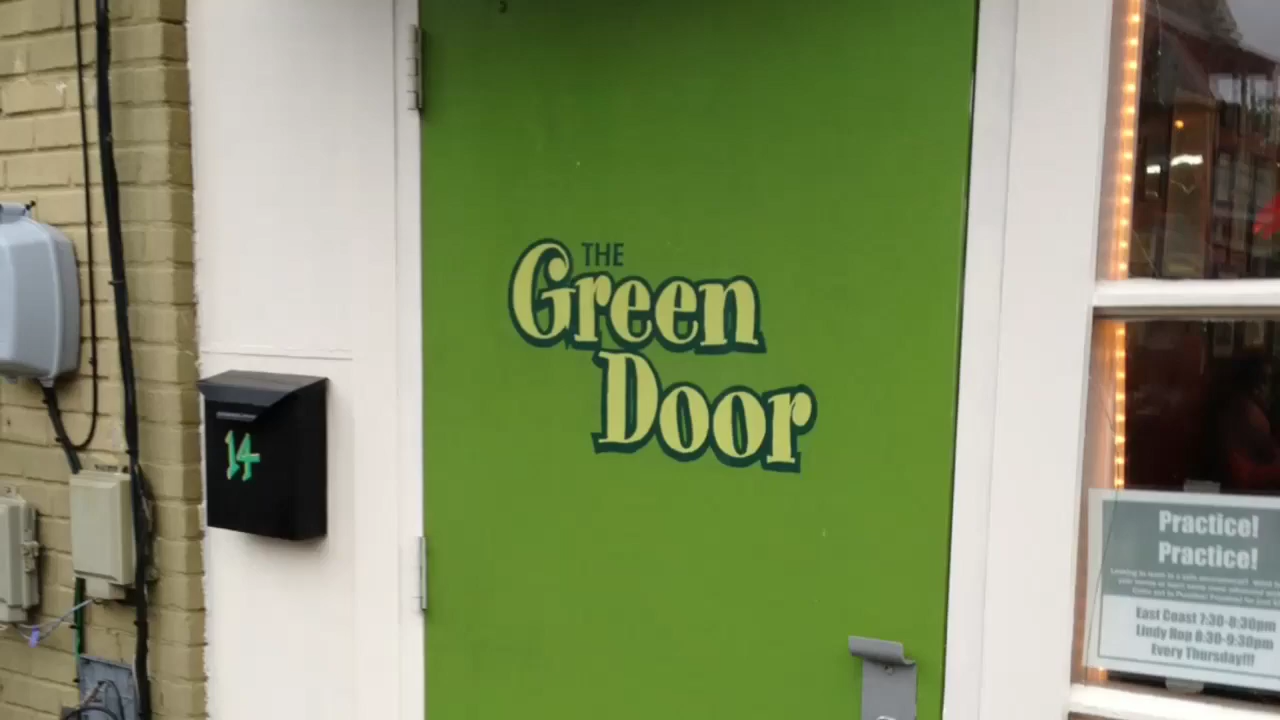 THE
Green
Door
14
Practice!
Practice!
East Coast 7:30-8:30pm
Lindy Hop 8:30-9:30pm
Every Thursday!!!